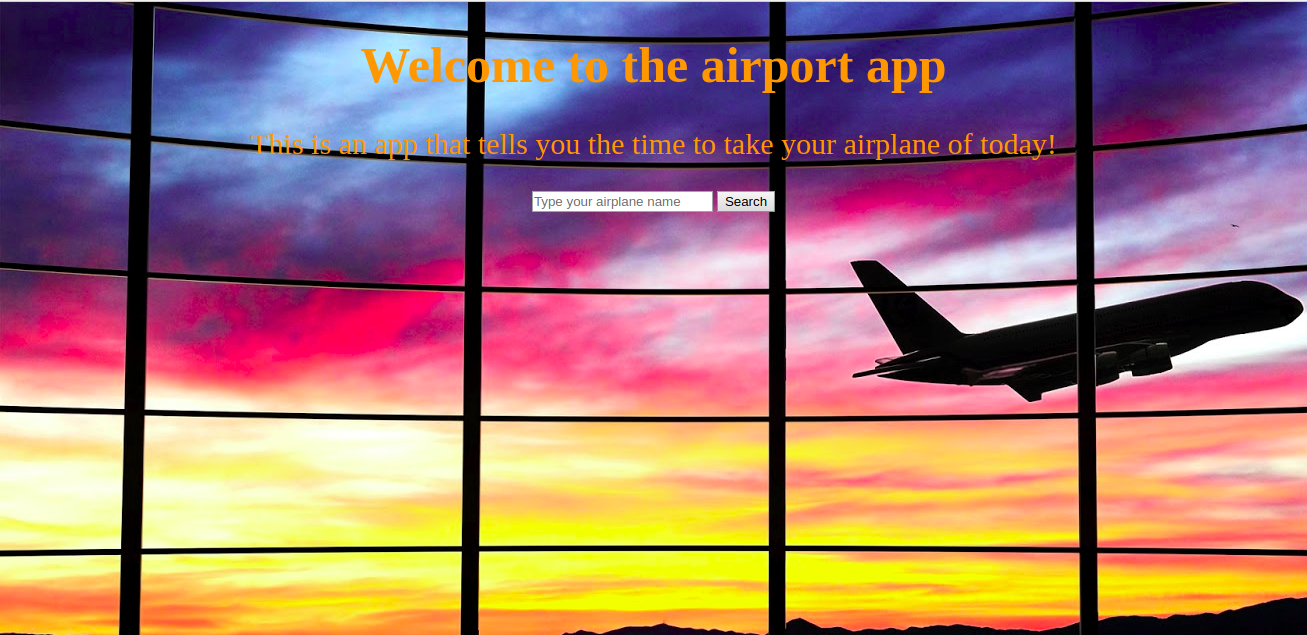 Welcome to the airport app
This is an app that tells you the time to take your airplane of today!
Type your airplane name Search